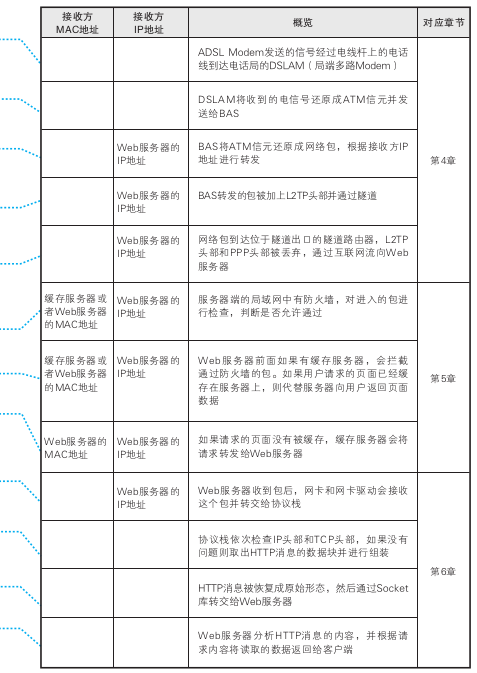 接收方
MAC地址
接收方
IP地址
概览
对应章节
ADSL Modem发送的信号经过电线杆上的电话
线到达电话局的DSLAM（局端多路Modem）
DSLAM将收到的电信号还原成ATM信元并发
送给BAS
Web服务器的
IP地址
BAS将ATM信元还原成网络包，根据接收方IP
地址进行转发
第4章
Web服务器的
IP地址
BAS转发的包被加上L2TP头部并通过隧道
Web服务器的
IP地址
网络包到达位于隧道出口的隧道路由器，L2TP
头部和PPP头部被丢弃，通过互联网流向Web
服务器
缓存服务器或
者Web服务器
的MAC地址
Web服务器的
IP地址
服务器端的局域网中有防火墙，对进入的包进
行检查，判断是否允许通过
缓存服务器或
者Web服务器
的MAC地址
Web服务器的
IP地址
Web服务器前面如果有缓存服务器，会拦截
通过防火墙的包。如果用户请求的页面已经缓
存在服务器上，则代替服务器向用户返回页面
数据
第5章
Web服务器的
MAC地址
Web服务器的
IP地址
如果请求的页面没有被缓存，缓存服务器会将
请求转发给Web服务器
Web服务器的
IP地址
Web服务器收到包后，网卡和网卡驱动会接收
这个包并转交给协议栈
协议栈依次检查IP头部和TCP头部，如果没有
问题则取出HTTP消息的数据块并进行组装
第6章
HTTP消息被恢复成原始形态，然后通过Socket
库转交给Web服务器
Web服务器分析HTTP消息的内容，并根据请
求内容将读取的数据返回给客户端